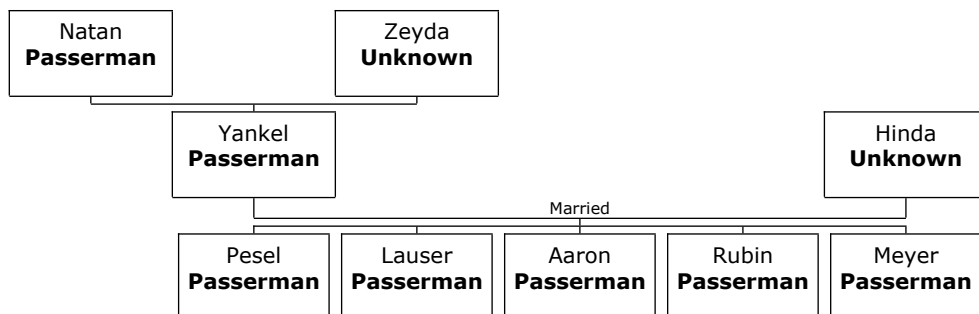 Natan
Passerman
Zeyda
Unknown
Yankel
Passerman
Hinda
Unknown
Married
Pesel
Passerman
Lauser
Passerman
Aaron
Passerman
Rubin
Passerman
Meyer
Passerman